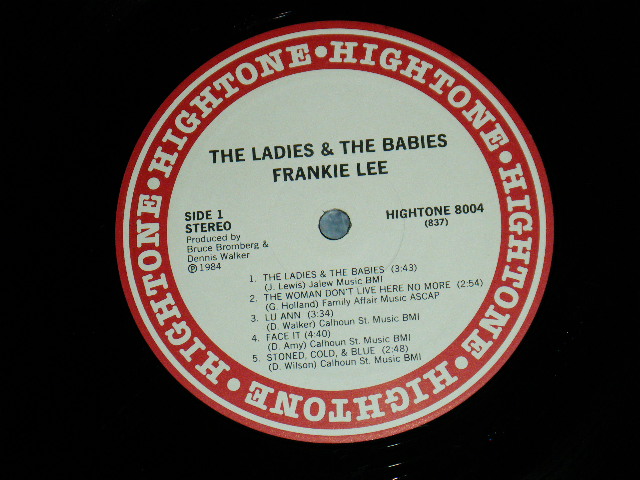 HIGHTONE • HIGHTONE • HIGHTONE • HIGHTONE • HIGHTONE • HIGHTONE • HIGHTONE •
THE LADIES & THE BABIES
FRANKIE LEE
SIDE 1
STEREO
Produced by
Bruce Bromberg &
Dennis Walker
℗ 1984
HIGHTONE 8004
(837)
1. THE LADIES & THE BABIES (3:43)
(J. Lewis) Jalew Music BMI
2. THE WOMAN DON'T LIVE HERE NO MORE (2:54)
(G. Holland) Family Affair Music ASCAP
3. LU ANN (3:34)
(D. Walker) Calhoun St. Music BMI
4. FACE IT (4:40)
(D. Amy) Calhoun St. Music BMI
5. STONED, COLD, & BLUE (2:48)
(D. Wilson) Calhoun St. Music BMI